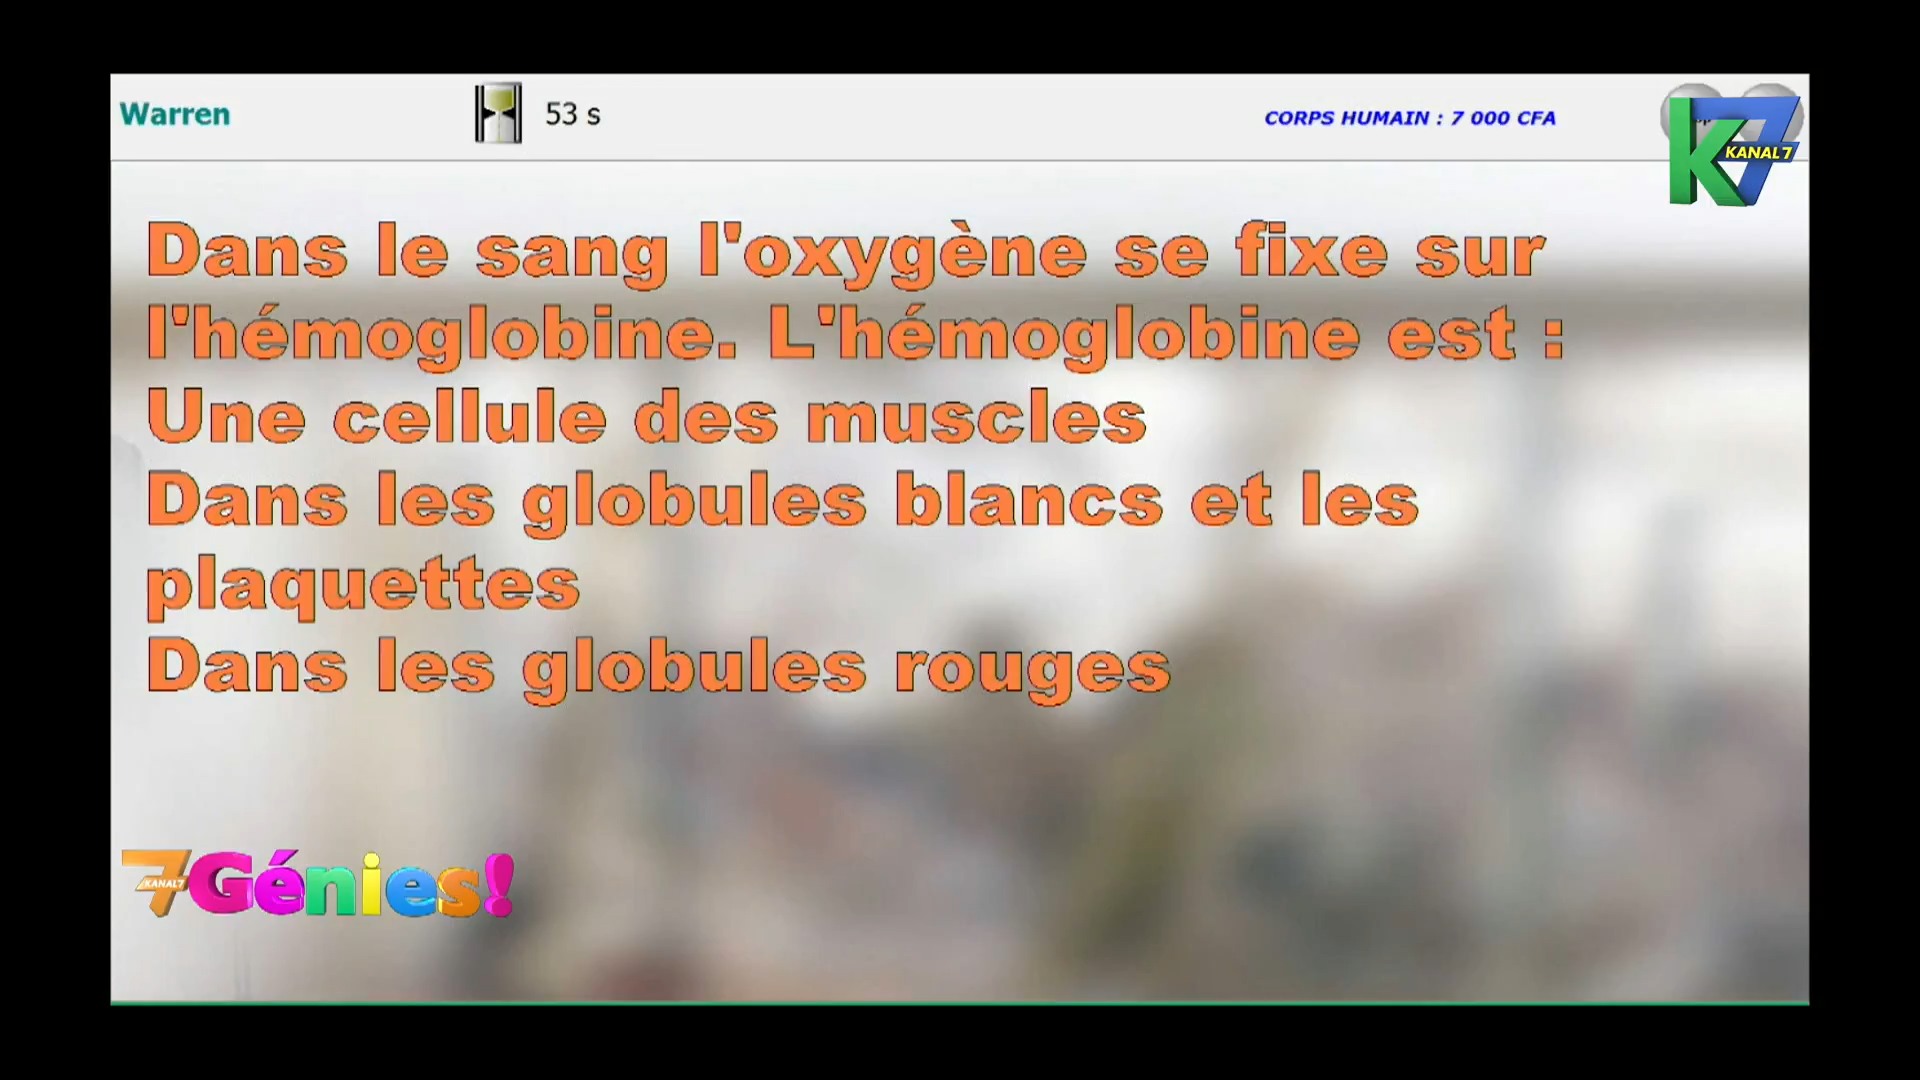 Warren
53 s
CORPS HUMAIN : 7 000 CFA
KANAL7
Dans le sang l'oxygène se fixe sur
l'hémoglobine. L'hémoglobine est :
Une cellule des muscles
Dans les globules blancs et les
plaquettes
Dans les globules rouges
7 KANAL7 Génies!